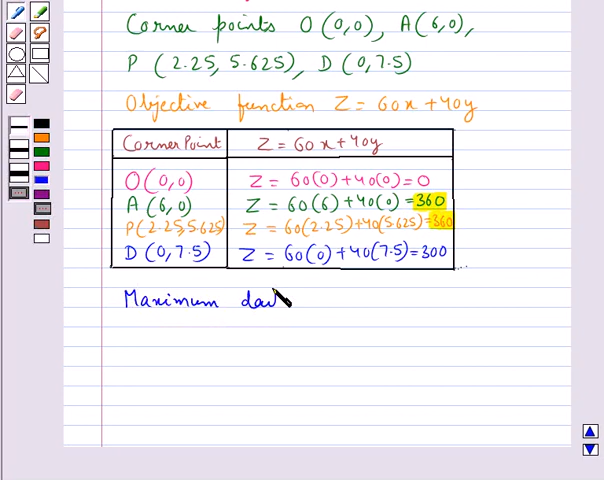 Corner points O (0,0), A(6,0),
P (2.25, 5.625), D (0,7.5)
Objective function Z = 60x+40y
Corner Point Z = 60x+40y
O(0,0) Z = 60(0)+40(0)=0
A (6,0) Z = 60(6)+40(0)=360
P(2.25,5.625) Z = 60(2.25)+40(5.625)=360
D (0,7.5) Z = 60(0)+40(7.5)=300
Maximum dai